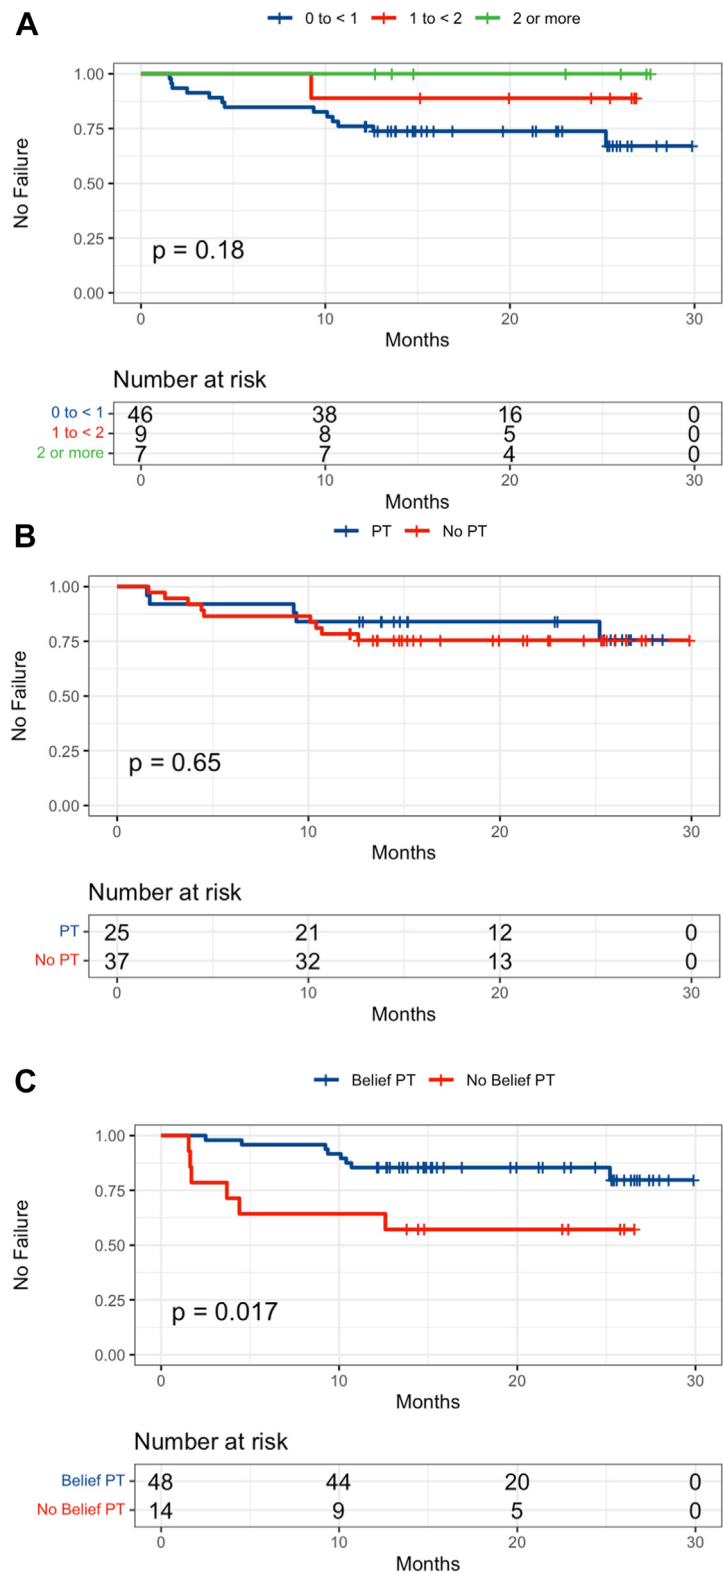 A
0 to < 1 1 to < 2 2 or more
1.00
0.75
0.50
0.25
0.00
No Failure
p = 0.18
0 10 20 30
Months
Number at risk
0 to < 1 46 38 16 0
1 to < 2 9 8 5 0
2 or more 7 7 4 0
0 10 20 30
Months
B
PT No PT
1.00
0.75
0.50
0.25
0.00
No Failure
p = 0.65
0 10 20 30
Months
Number at risk
PT 25 21 12 0
No PT 37 32 13 0
0 10 20 30
Months
C
Belief PT No Belief PT
1.00
0.75
0.50
0.25
0.00
No Failure
p = 0.017
0 10 20 30
Months
Number at risk
Belief PT 48 44 20 0
No Belief PT 14 9 5 0
0 10 20 30
Months